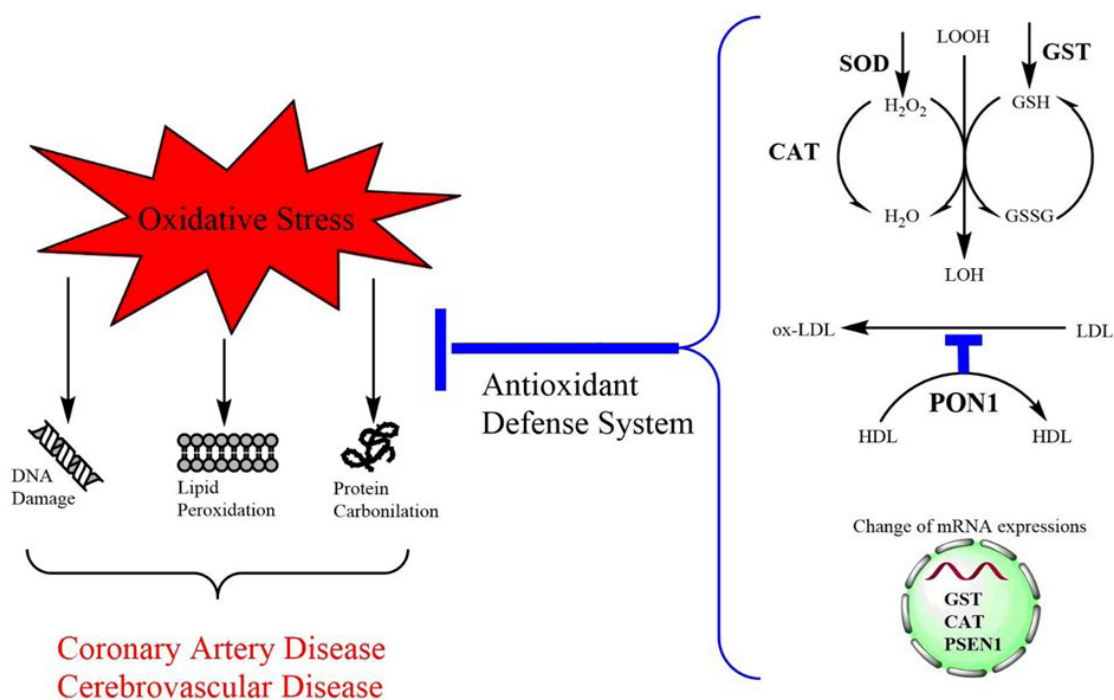 Oxidative Stress
DNA
Damage
Lipid
Peroxidation
Protein
Carbonilation
Coronary Artery Disease
Cerebrovascular Disease
Antioxidant
Defense System
SOD
LOOH
GST
H₂O₂
GSH
CAT
H₂O
GSSG
LOH
ox-LDL
LDL
PON1
HDL
HDL
Change of mRNA expressions
GST
CAT
PSEN1